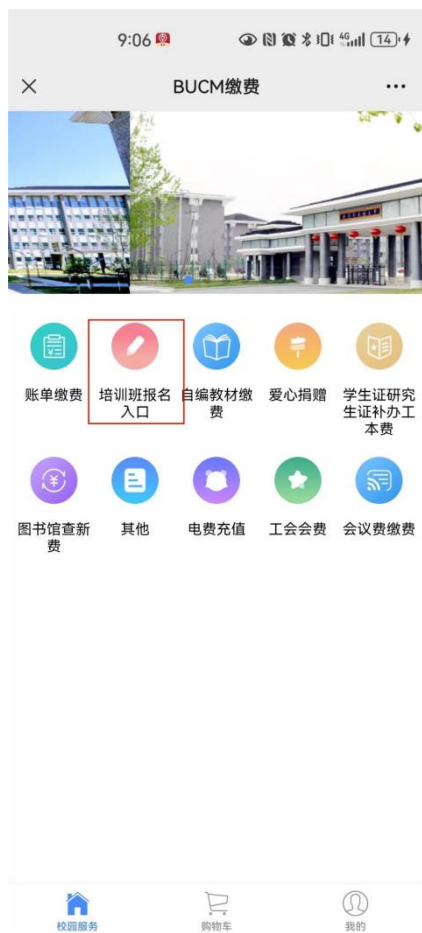 9:06
4G
14
BUCM缴费
账单缴费
培训班报名
入口
自编教材缴
费
爱心捐赠
学生证研究
生证补办工
本费
图书馆查新
费
其他
电费充值
工会会费
会议费缴费
校园服务
购物车
我的